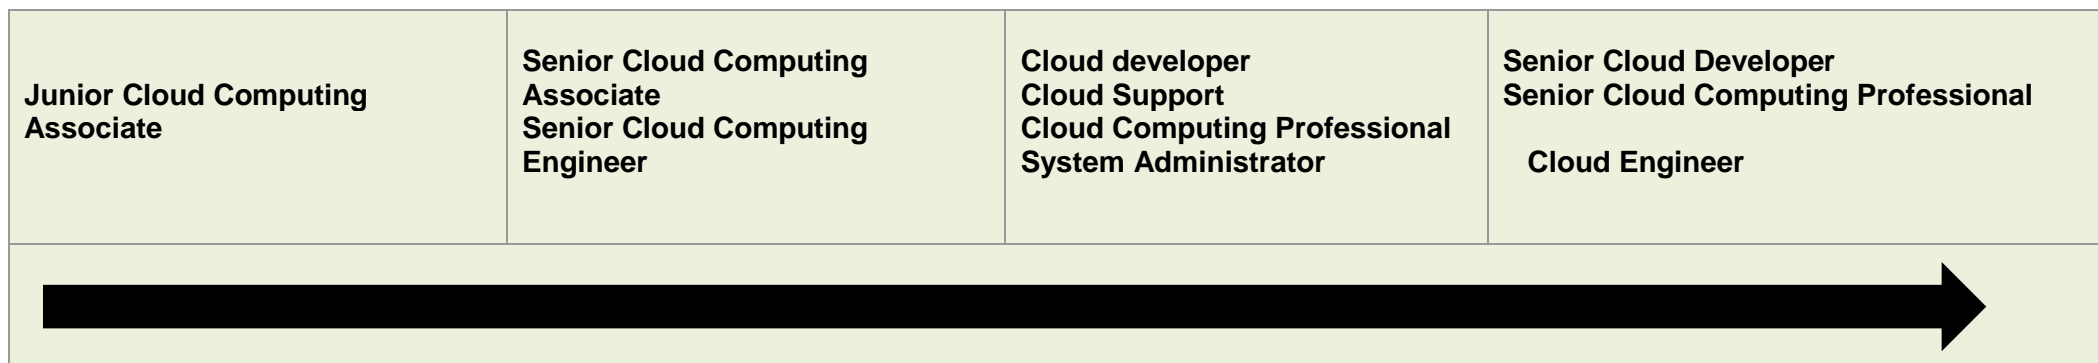 Junior Cloud Computing
Associate
Senior Cloud Computing
Associate
Senior Cloud Computing
Engineer
Cloud developer
Cloud Support
Cloud Computing Professional
System Administrator
Senior Cloud Developer
Senior Cloud Computing Professional
Cloud Engineer